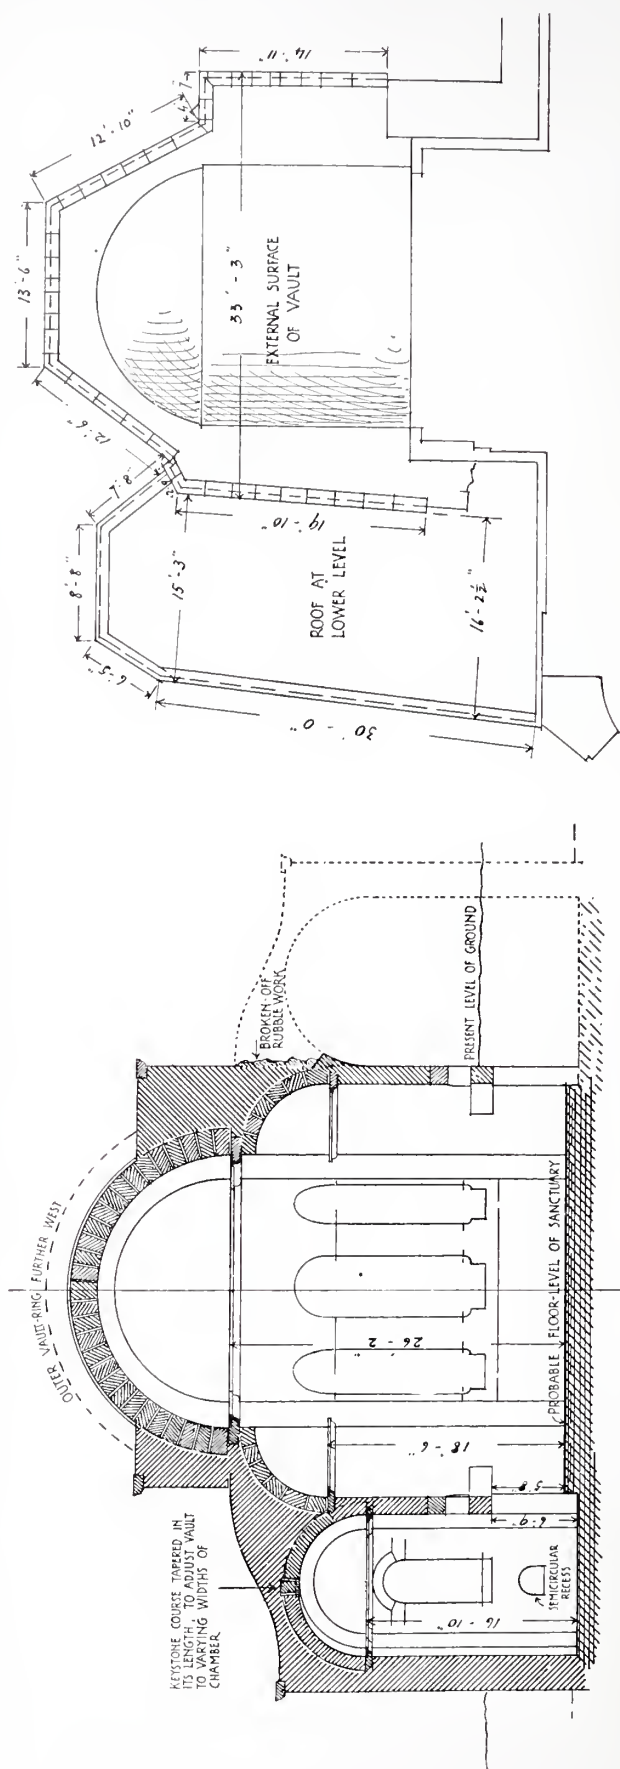 14'-11"
12'-10"
13'-6"
12'-6"
7'-8"
8'-8"
6'-5"
33'-3"
EXTERNAL SURFACE
OF VAULT
19'-10"
15'-3"
ROOF AT
LOWER LEVEL
16'-2½"
30'-0"
OUTER VAULT-RING FURTHER WEST
BROKEN-OFF
RUBBLE WORK
PRESENT LEVEL OF GROUND
PROBABLE FLOOR-LEVEL OF SANCTUARY
26'-2"
18'-6"
5'-8"
6'-9"
KEYSTONE COURSE TAPERED IN
ITS LENGTH, TO ADJUST VAULT
TO VARYING WIDTHS OF
CHAMBER
16'-10"
SEMICIRCULAR
RECESS